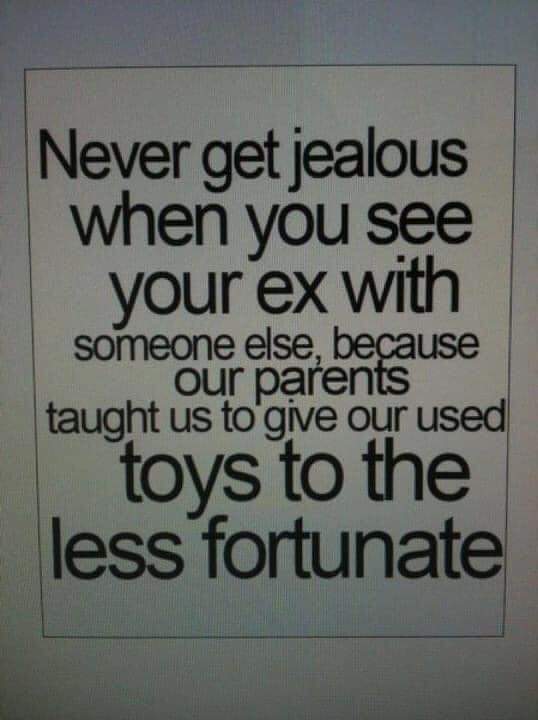 Never get jealous
when you see
your ex with
someone else, because
our parents
taught us to give our used
toys to the
less fortunate